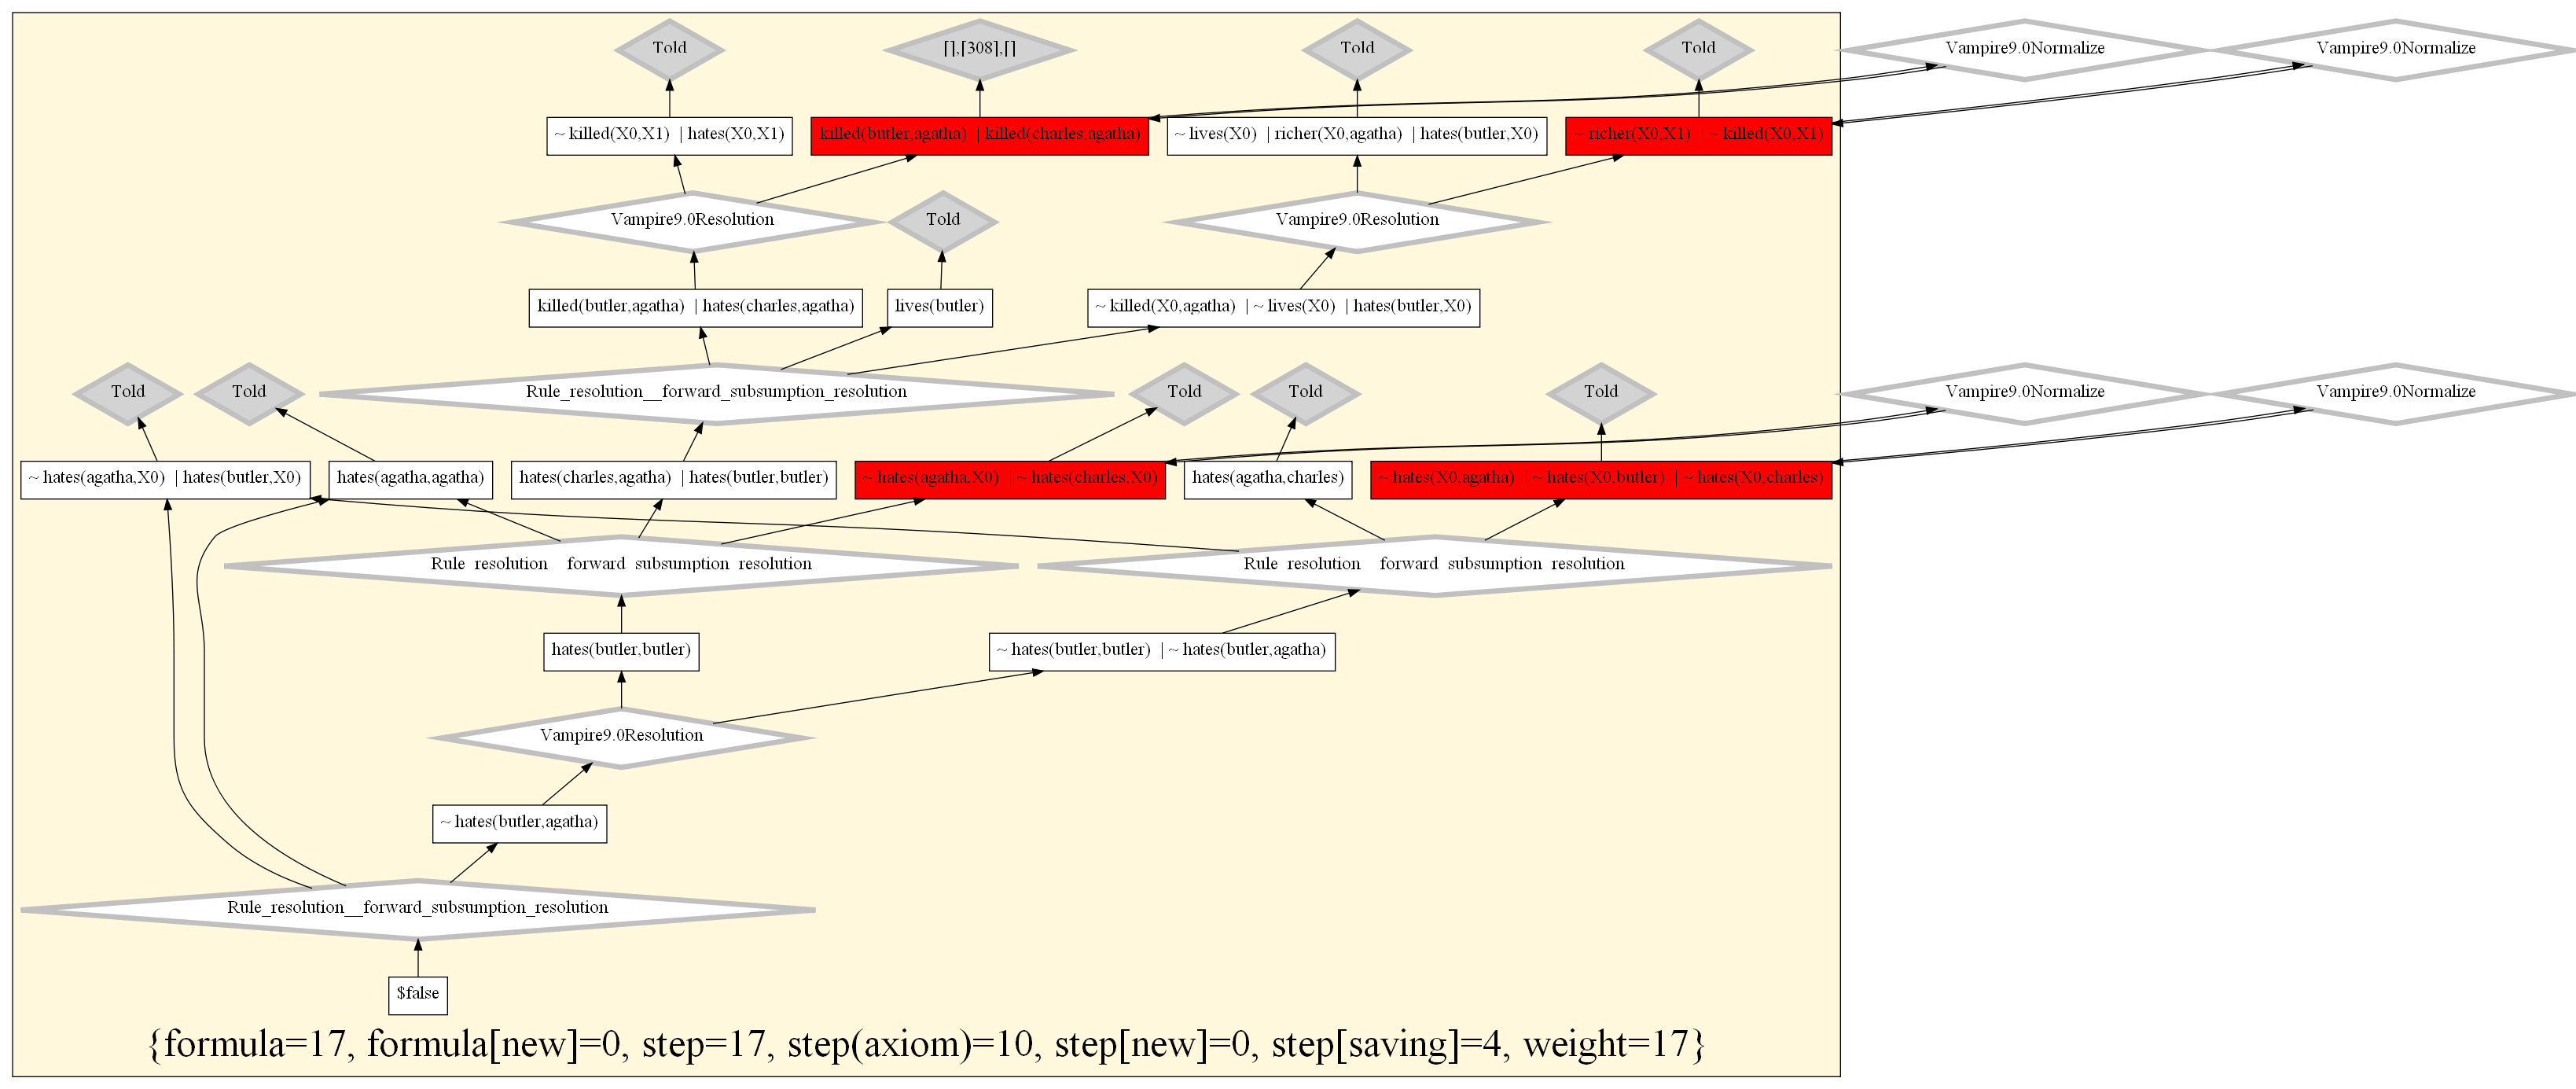 Told
[],[308],[]
Told
Told
Vampire9.0Normalize
Vampire9.0Normalize
~ killed(X0,X1) | hates(X0,X1)
killed(butler,agatha) | killed(charles,agatha)
~ lives(X0) | richer(X0,agatha) | hates(butler,X0)
~ richer(X0,X1) | ~ killed(X0,X1)
Vampire9.0Resolution
Told
Vampire9.0Resolution
killed(butler,agatha) | hates(charles,agatha)
lives(butler)
~ killed(X0,agatha) | ~ lives(X0) | hates(butler,X0)
Told
Told
Rule_resolution__forward_subsumption_resolution
Told
Told
Told
Vampire9.0Normalize
Vampire9.0Normalize
~ hates(agatha,X0) | hates(butler,X0)
hates(agatha,agatha)
hates(charles,agatha) | hates(butler,butler)
~ hates(agatha,X0) | ~ hates(charles,X0)
hates(agatha,charles)
~ hates(X0,agatha) | ~ hates(X0,butler) | ~ hates(X0,charles)
Rule resolution  forward subsumption resolution
Rule resolution  forward subsumption resolution
hates(butler,butler)
~ hates(butler,butler) | ~ hates(butler,agatha)
Vampire9.0Resolution
~ hates(butler,agatha)
Rule_resolution__forward_subsumption_resolution
$false
{formula=17, formula[new]=0, step=17, step(axiom)=10, step[new]=0, step[saving]=4, weight=17}